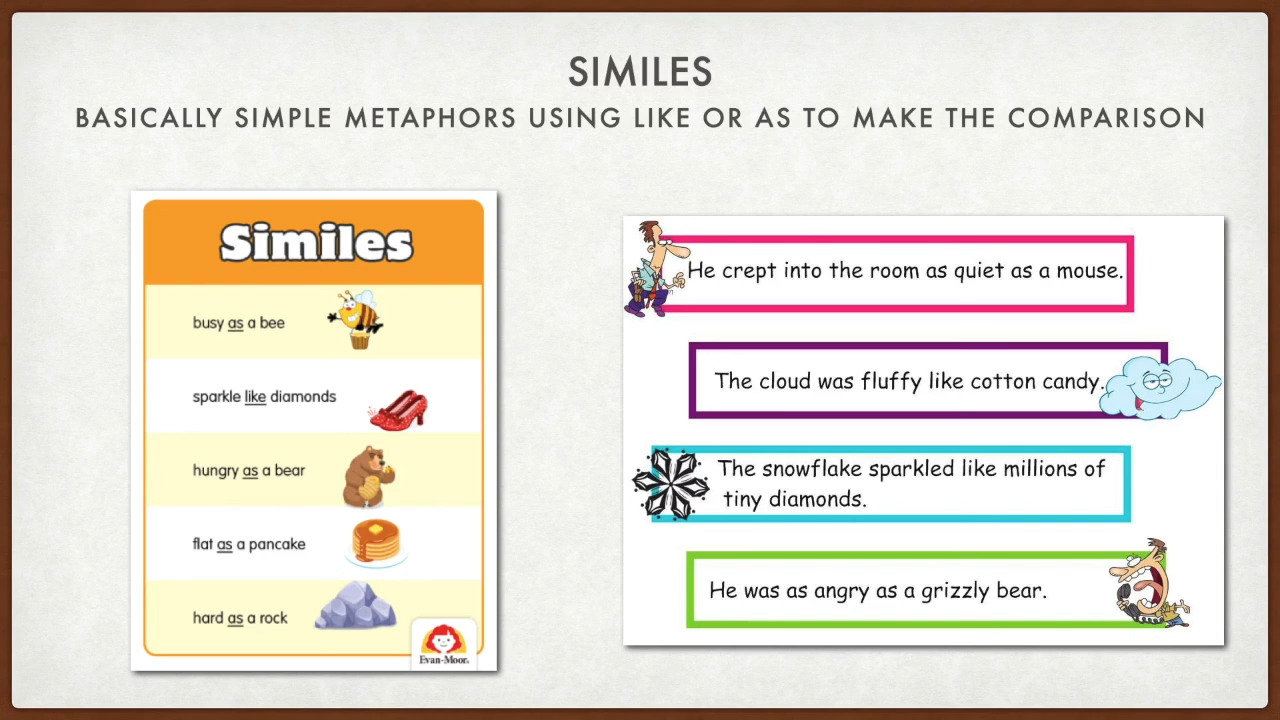 SIMILES
BASICALLY SIMPLE METAPHORS USING LIKE OR AS TO MAKE THE COMPARISON
Similes
busy as a bee
sparkle like diamonds
hungry as a bear
flat as a pancake
hard as a rock
Evan-Moor.
He crept into the room as quiet as a mouse.
The cloud was fluffy like cotton candy.
The snowflake sparkled like millions of
tiny diamonds.
He was as angry as a grizzly bear.